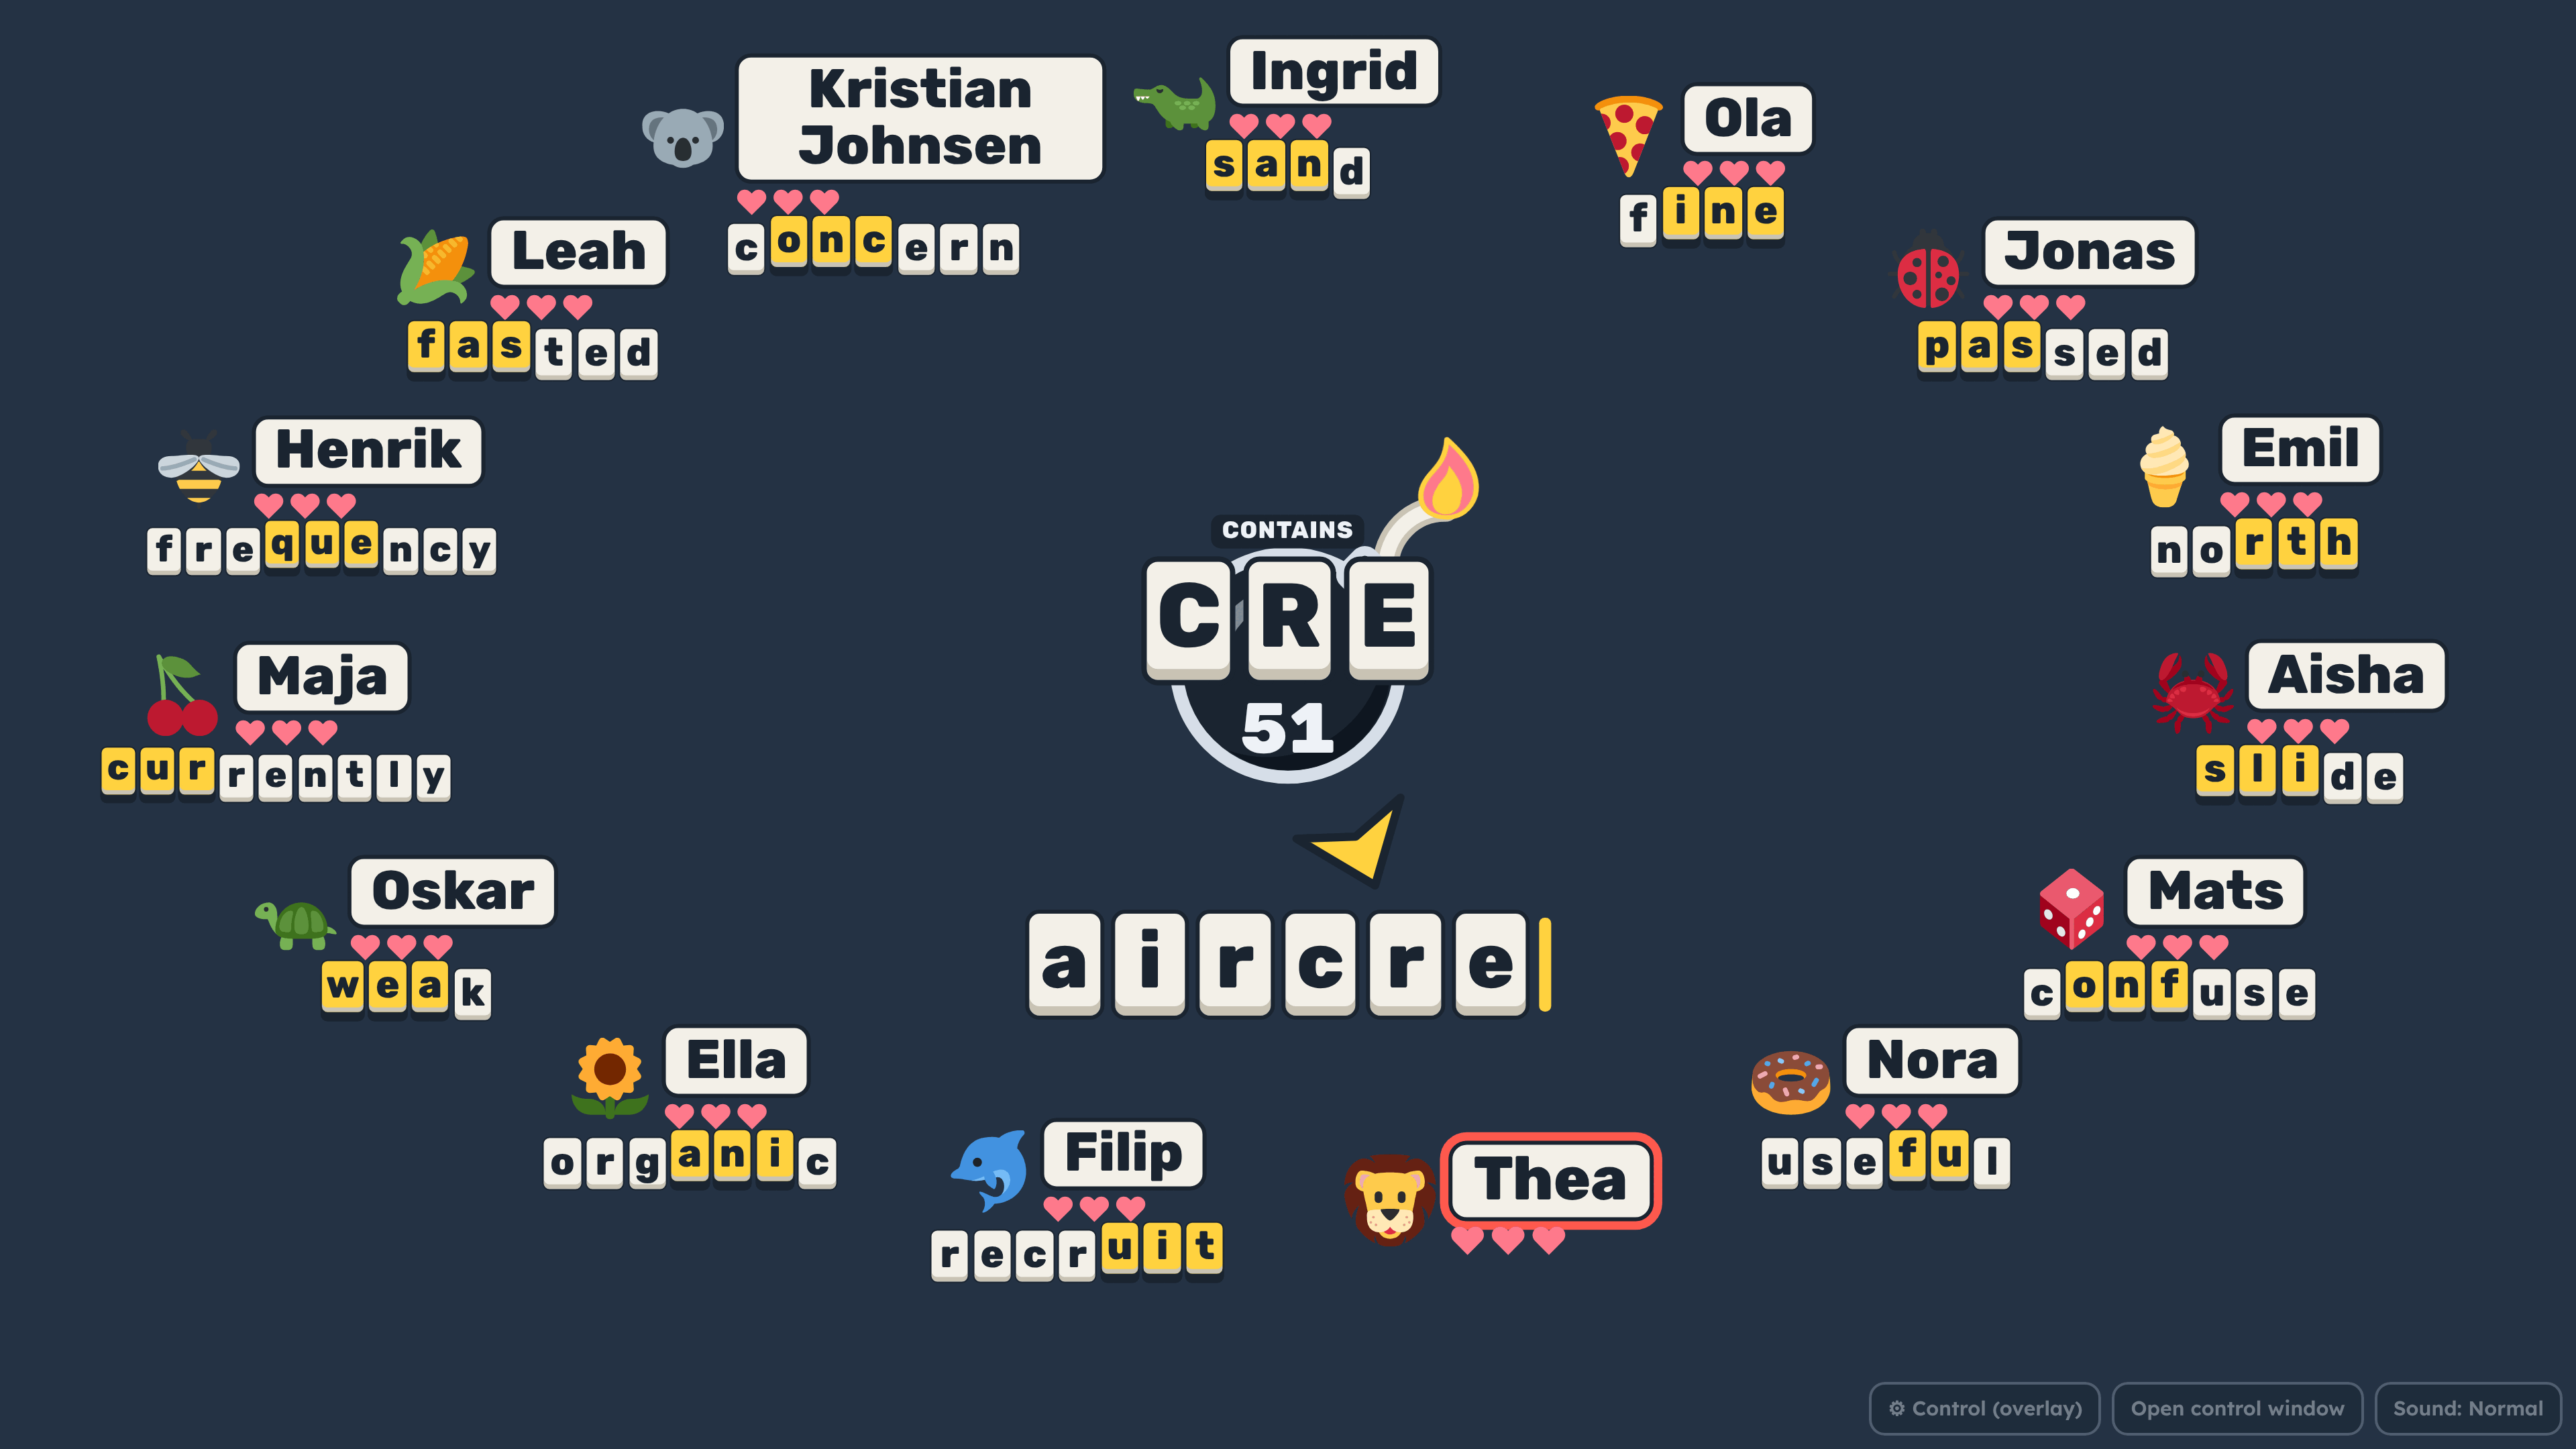 Kristian
Johnsen
concern
Ingrid
sand
Ola
fine
Leah
fasted
Jonas
passed
Henrik
frequency
Emil
north
CONTAINS
CRE
51
Maja
currently
Aisha
slide
Oskar
weak
Mats
confuse
aircre
Ella
organic
Nora
useful
Filip
recruit
Thea
⚙ Control (overlay)
Open control window
Sound: Normal